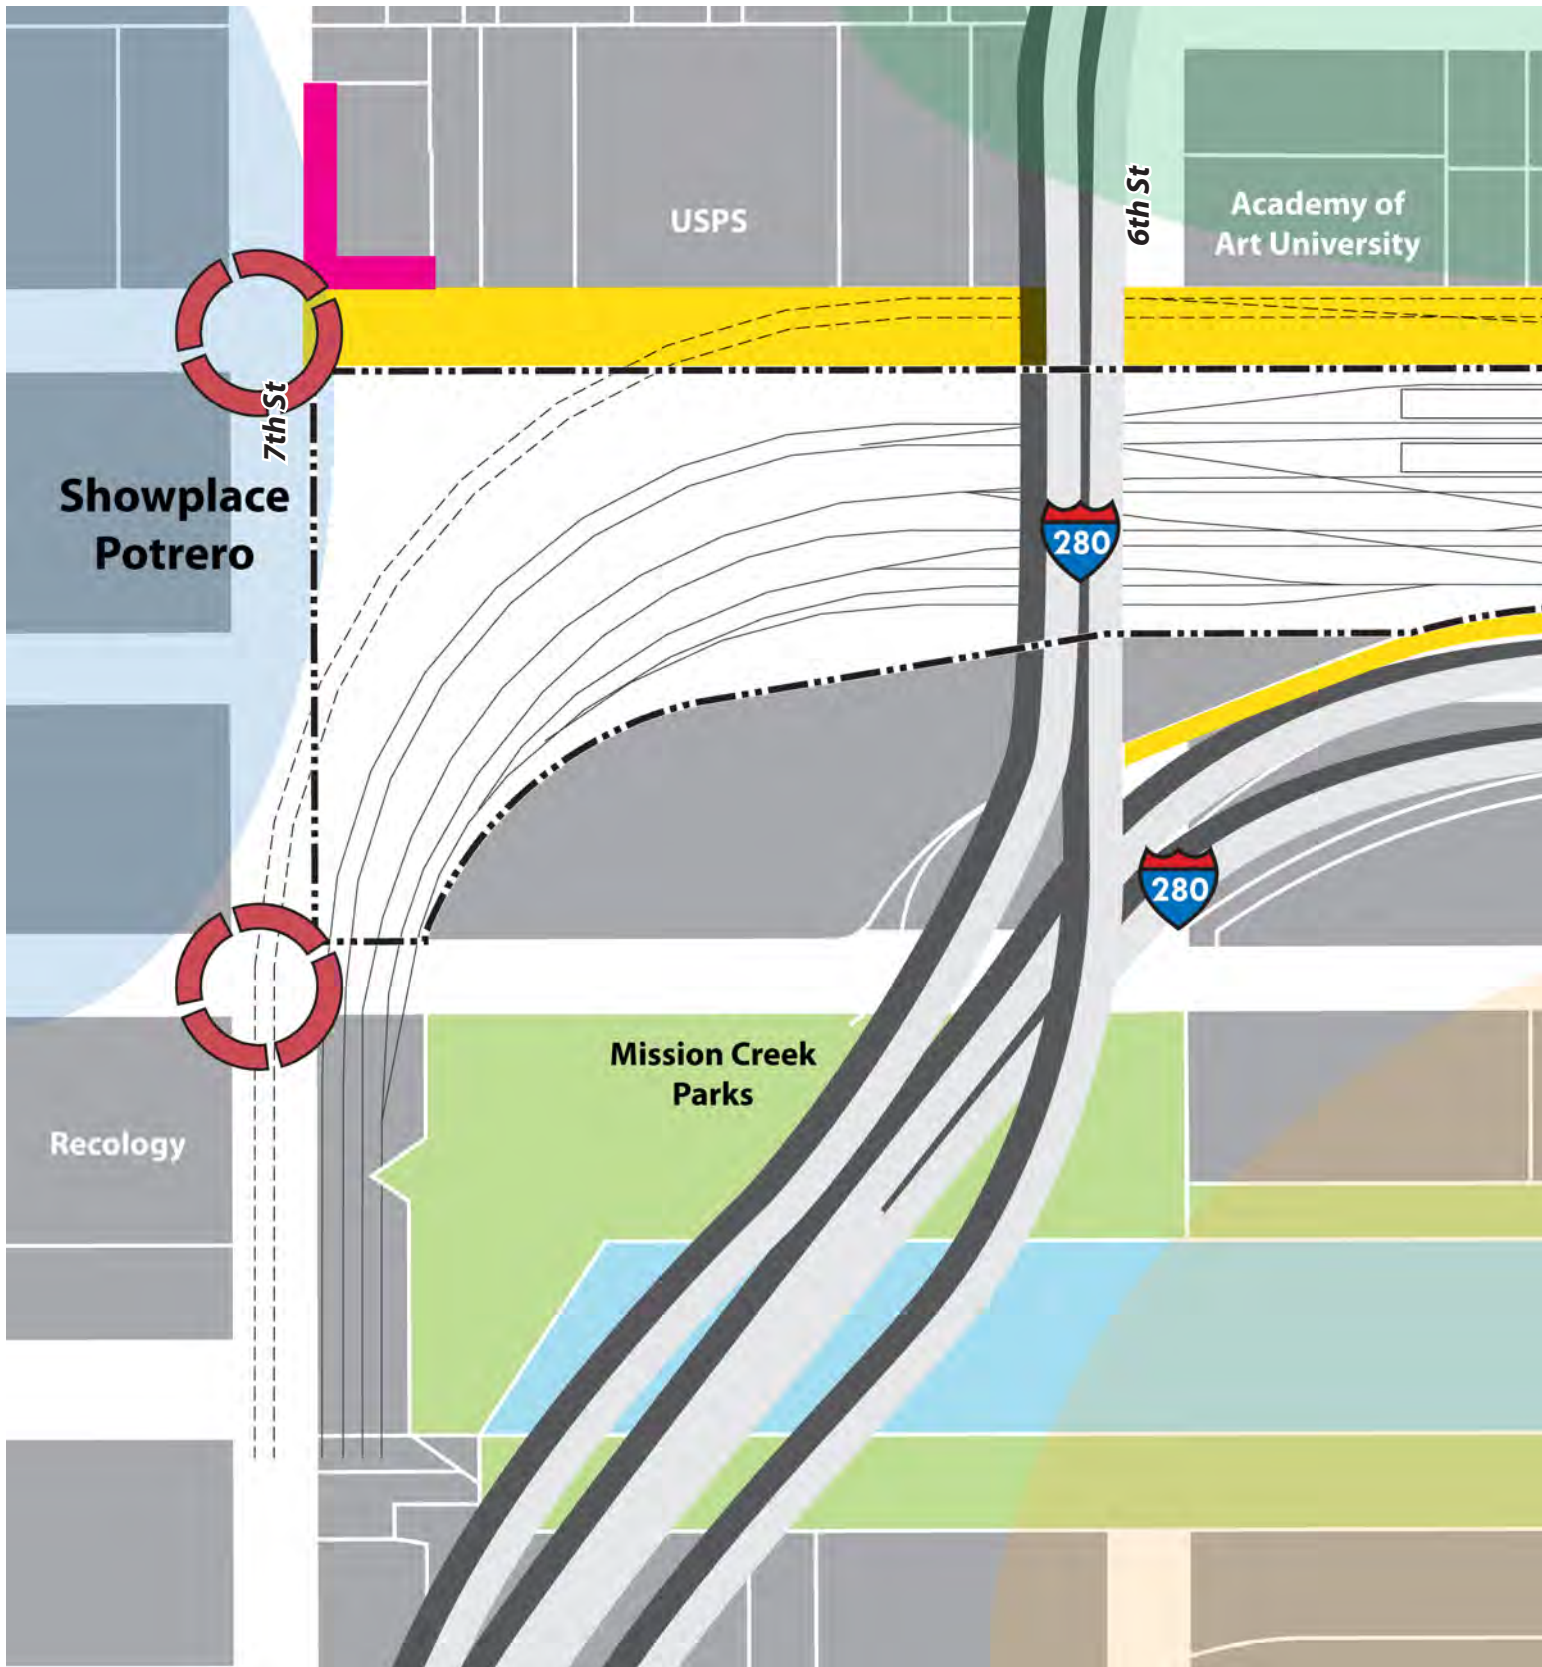 USPS
6th St
Academy of
Art University
7th St
Showplace
Potrero
280
280
Mission Creek
Parks
Recology